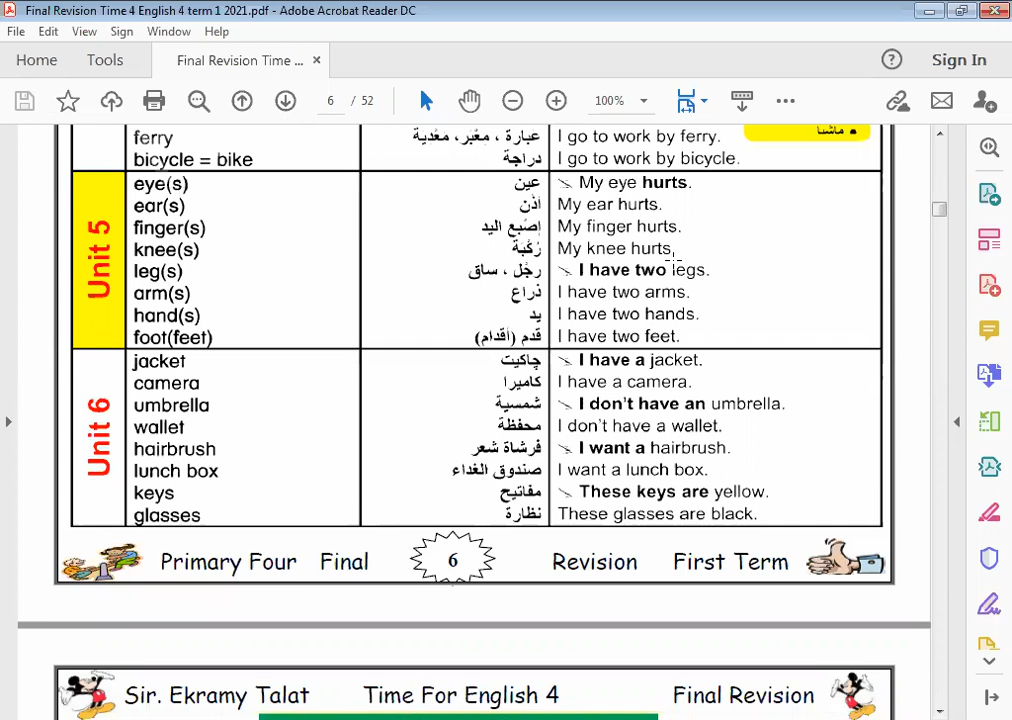 Final Revision Time 4 English 4 term 1 2021.pdf - Adobe Acrobat Reader DC
File Edit View Sign Window Help
Home Tools Final Revision Time ... × ? Sign In
6 / 52 100%
ferry عبارة ، معْبَر، معْدية I go to work by ferry. ماشيا
bicycle = bike دراجة I go to work by bicycle.
Unit 5
eye(s) عين My eye hurts.
ear(s) أذن My ear hurts.
finger(s) إصْبع اليد My finger hurts.
knee(s) رُكْبَة My knee hurts.
leg(s) رجْل ، ساق I have two legs.
arm(s) ذراع I have two arms.
hand(s) يد I have two hands.
foot(feet) قدم (أقدام) I have two feet.
Unit 6
jacket چاكيت I have a jacket.
camera كاميرا I have a camera.
umbrella شمسية I don't have an umbrella.
wallet محفظة I don't have a wallet.
hairbrush فرشاة شعر I want a hairbrush.
lunch box صندوق الغداء I want a lunch box.
keys مفاتيح These keys are yellow.
glasses نظارة These glasses are black.
Primary Four Final 6 Revision First Term
Sir. Ekramy Talat Time For English 4 Final Revision